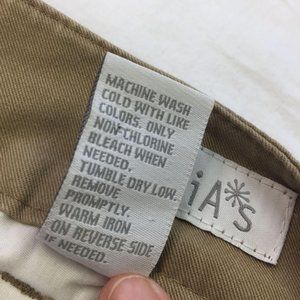 MACHINE WASH
COLD WITH LIKE
COLORS. ONLY
NON-CHLORINE
BLEACH WHEN
NEEDED,
TUMBLE DRY LOW.
REMOVE
PROMPTLY.
WARM IRON
ON REVERSE SIDE
IF NEEDED.
iA*s